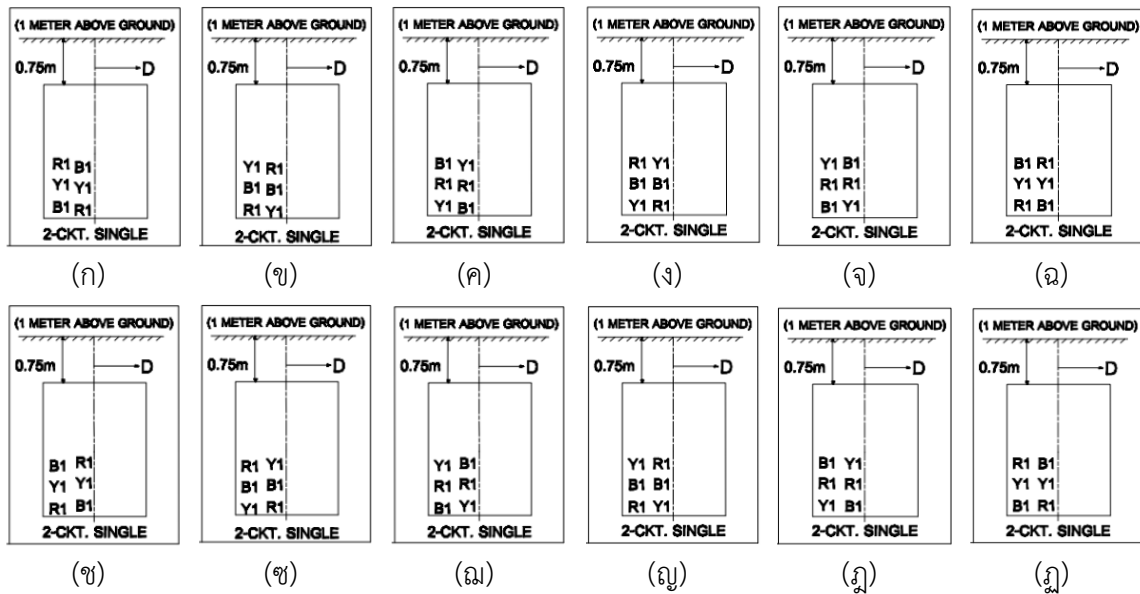 (1 METER ABOVE GROUND)
0.75m
D
R1 B1
Y1 Y1
B1 R1
2-CKT. SINGLE
(ก)
(1 METER ABOVE GROUND)
0.75m
D
Y1 R1
B1 B1
R1 Y1
2-CKT. SINGLE
(ข)
(1 METER ABOVE GROUND)
0.75m
D
B1 Y1
R1 R1
Y1 B1
2-CKT. SINGLE
(ค)
(1 METER ABOVE GROUND)
0.75m
D
R1 Y1
B1 B1
Y1 R1
2-CKT. SINGLE
(ง)
(1 METER ABOVE GROUND)
0.75m
D
Y1 B1
R1 R1
B1 Y1
2-CKT. SINGLE
(จ)
(1 METER ABOVE GROUND)
0.75m
D
B1 R1
Y1 Y1
R1 B1
2-CKT. SINGLE
(ฉ)
(1 METER ABOVE GROUND)
0.75m
D
B1 R1
Y1 Y1
R1 B1
2-CKT. SINGLE
(ช)
(1 METER ABOVE GROUND)
0.75m
D
R1 Y1
B1 B1
Y1 R1
2-CKT. SINGLE
(ซ)
(1 METER ABOVE GROUND)
0.75m
D
Y1 B1
R1 R1
B1 Y1
2-CKT. SINGLE
(ฌ)
(1 METER ABOVE GROUND)
0.75m
D
Y1 R1
B1 B1
R1 Y1
2-CKT. SINGLE
(ญ)
(1 METER ABOVE GROUND)
0.75m
D
B1 Y1
R1 R1
Y1 B1
2-CKT. SINGLE
(ฎ)
(1 METER ABOVE GROUND)
0.75m
D
R1 B1
Y1 Y1
B1 R1
2-CKT. SINGLE
(ฏ)